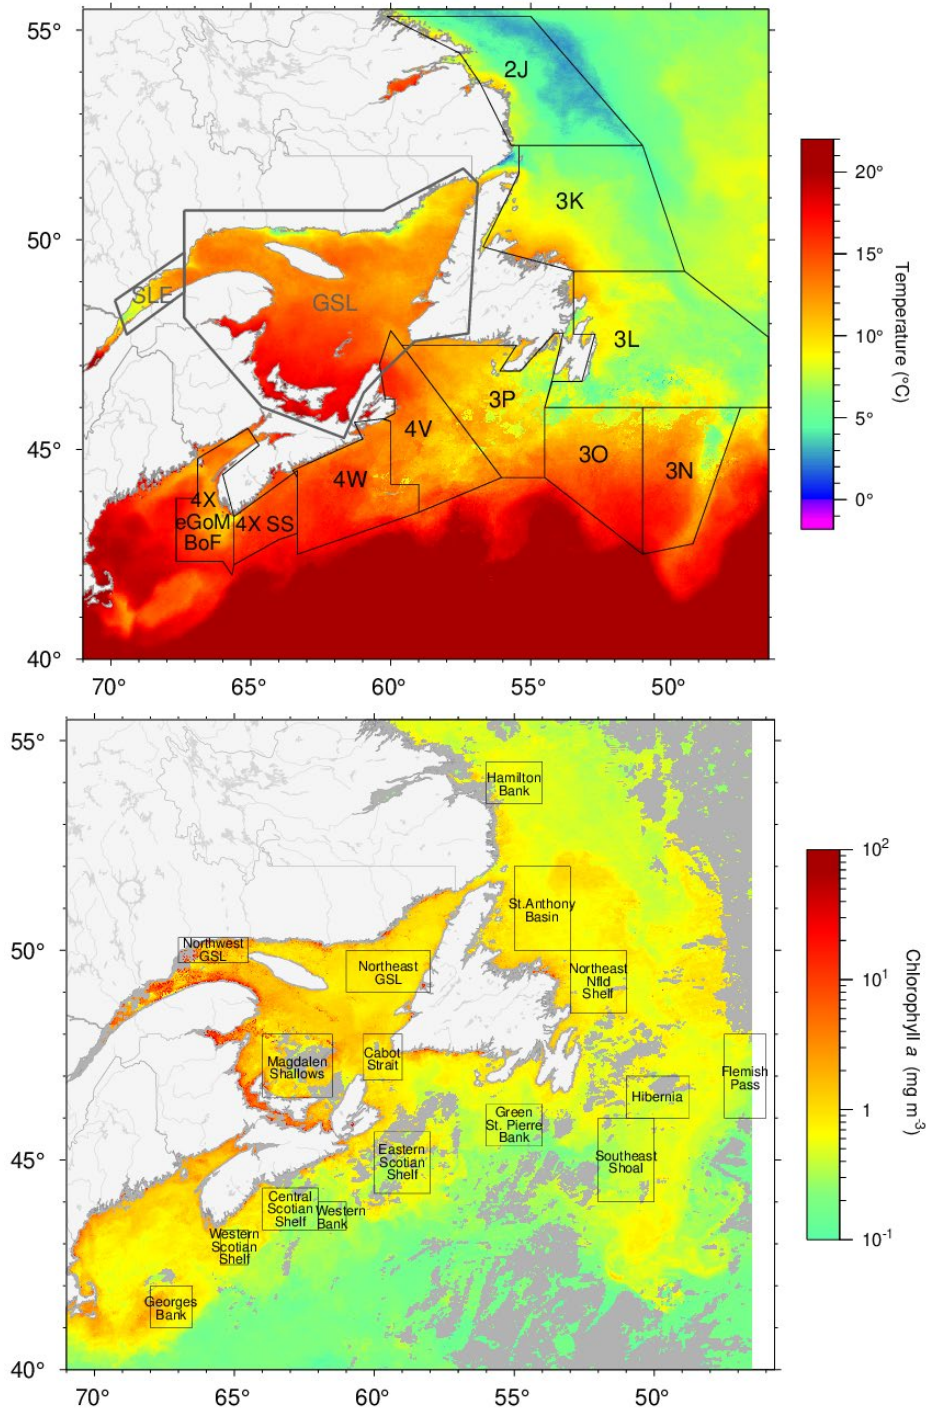 55°
50°
45°
40°
70°
65°
60°
55°
50°
2J
3K
SLE
GSL
3L
3P
4V
3O
3N
4W
4X
eGoM
BoF
4X SS
20°
15°
10°
5°
0°
Temperature (°C)
55°
50°
45°
40°
70°
65°
60°
55°
50°
Hamilton
Bank
St.Anthony
Basin
Northwest
GSL
Northeast
GSL
Northeast
Nfld
Shelf
Magdalen
Shallows
Cabot
Strait
Flemish
Pass
Hibernia
Green
St. Pierre
Bank
Eastern
Scotian
Shelf
Southeast
Shoal
Central
Scotian
Shelf
Western
Bank
Western
Scotian
Shelf
Georges
Bank
10²
10¹
1
10⁻¹
Chlorophyll a (mg m⁻³)